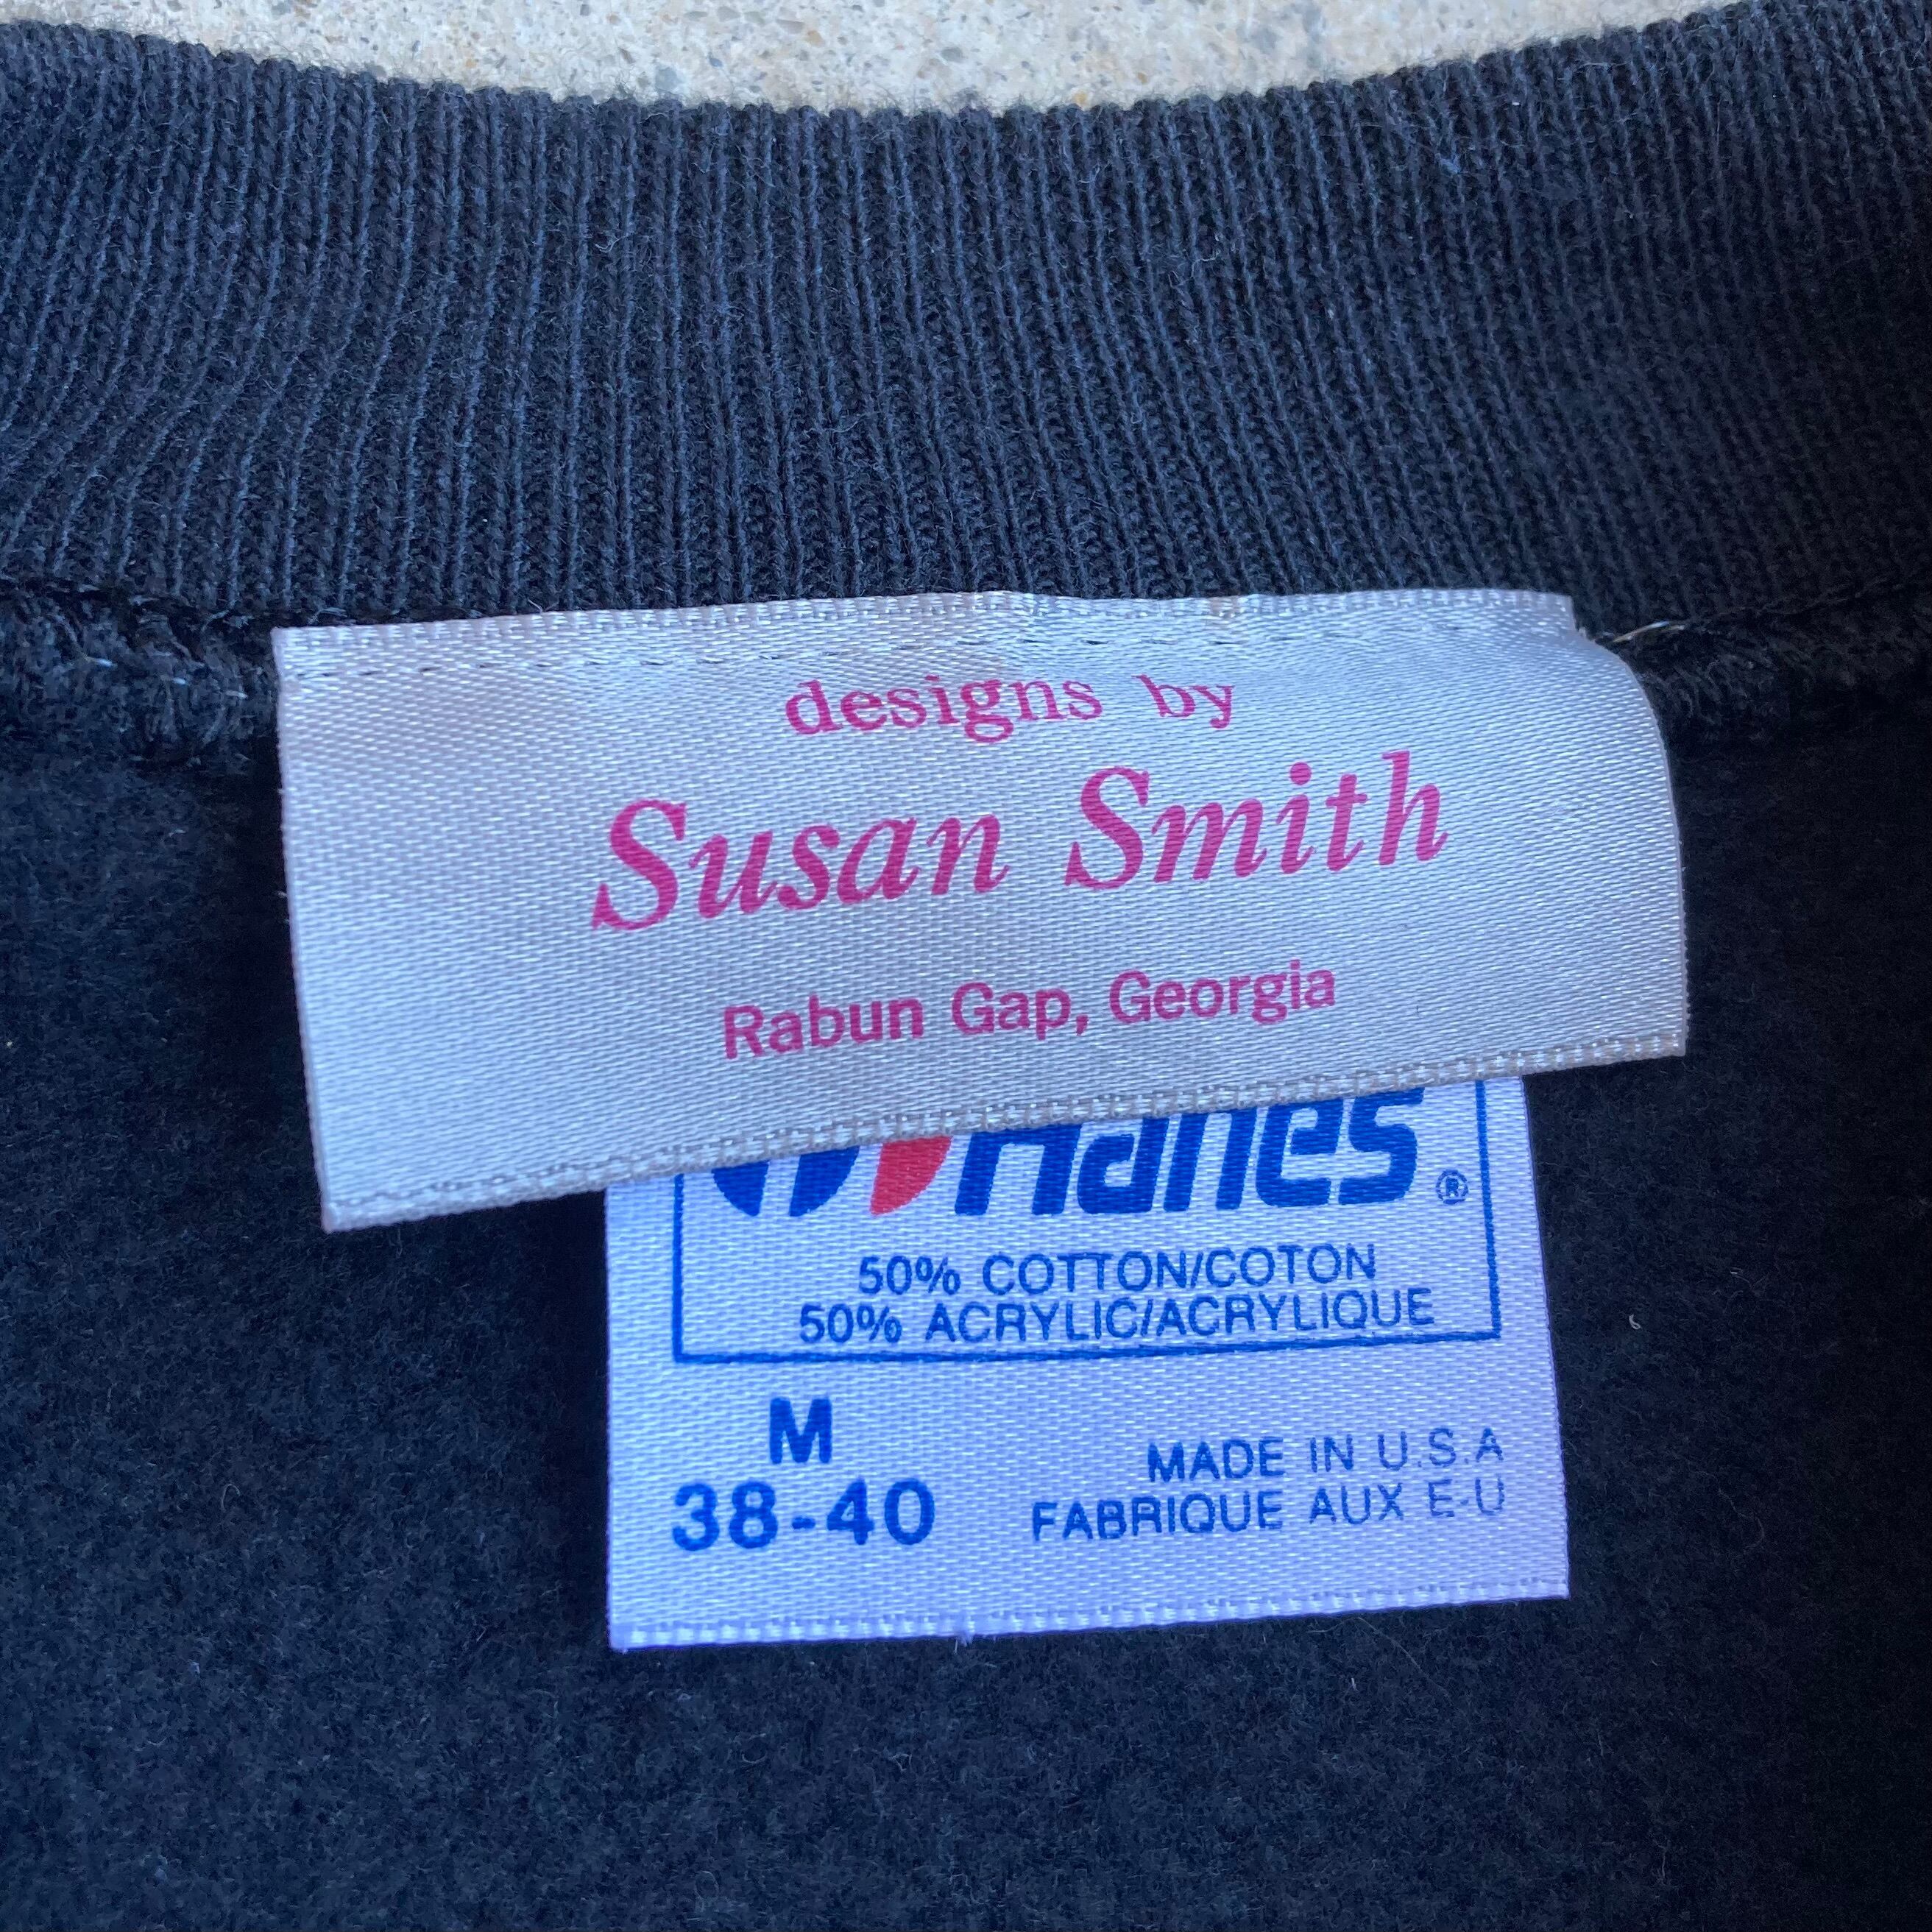 designs by
Susan Smith
Rabun Gap, Georgia
Hanes ®
50% COTTON/COTON
50% ACRYLIC/ACRYLIQUE
M
38-40
MADE IN U.S.A
FABRIQUE AUX E-U